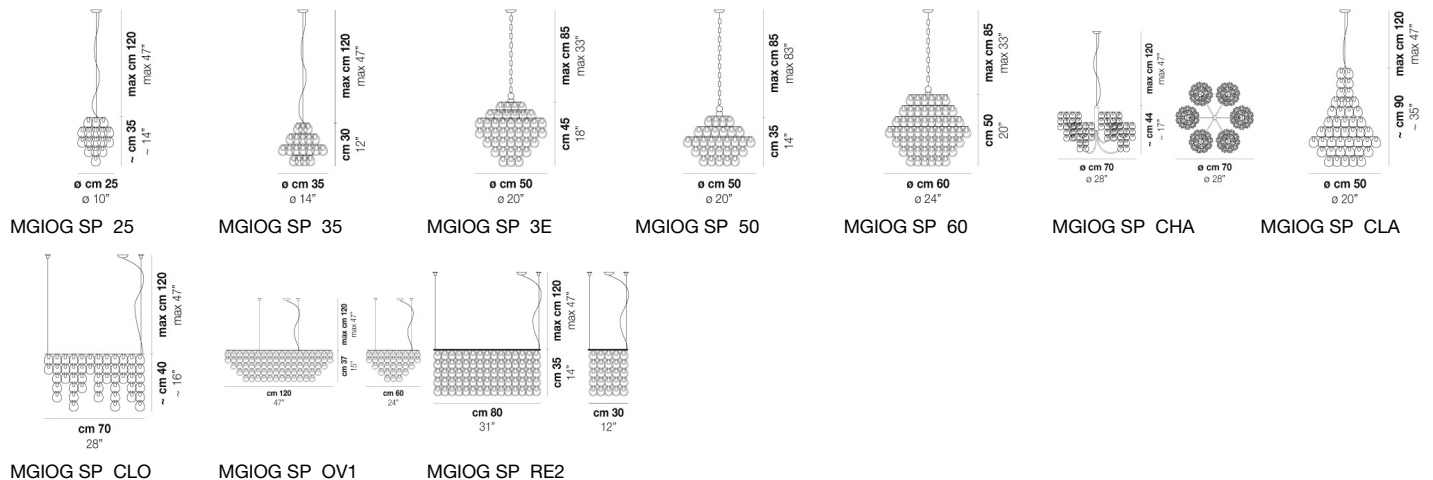 max cm 120
max 47"
~ cm 35
~ 14"
ø cm 25
ø 10"
MGIOG SP 25
max cm 120
max 47"
cm 30
12"
ø cm 35
ø 14"
MGIOG SP 35
max cm 85
max 33"
cm 45
18"
ø cm 50
ø 20"
MGIOG SP 3E
max cm 85
max 83"
cm 35
14"
ø cm 50
ø 20"
MGIOG SP 50
max cm 85
max 33"
cm 50
20"
ø cm 60
ø 24"
MGIOG SP 60
max cm 120
max 47"
~ cm 44
~ 17"
ø cm 70
ø 28"
ø cm 70
ø 28"
MGIOG SP CHA
max cm 120
max 47"
~ cm 90
~ 35"
ø cm 50
ø 20"
MGIOG SP CLA
max cm 120
max 47"
~ cm 40
~ 16"
cm 70
28"
MGIOG SP CLO
max cm 120
max 47"
cm 37
15"
cm 120
47"
cm 60
24"
MGIOG SP OV1
max cm 120
max 47"
cm 35
14"
cm 80
31"
cm 30
12"
MGIOG SP RE2